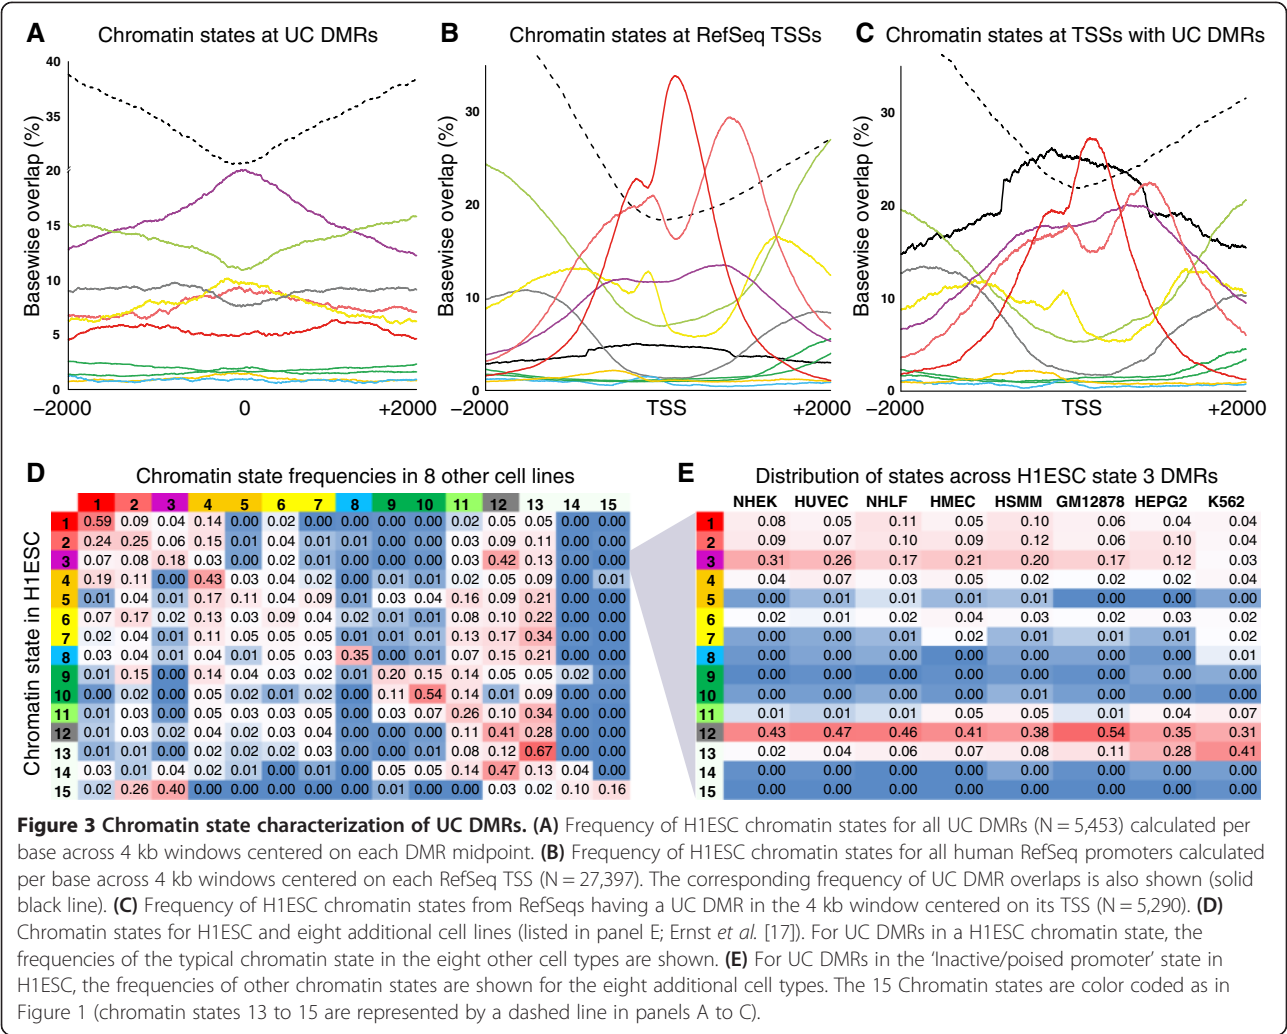 A Chromatin states at UC DMRs
Basewise overlap (%)
40
35
20
15
10
5
0
−2000 0 +2000
B Chromatin states at RefSeq TSSs
Basewise overlap (%)
30
20
10
0
−2000 TSS +2000
C Chromatin states at TSSs with UC DMRs
Basewise overlap (%)
30
20
10
0
−2000 TSS +2000
D Chromatin state frequencies in 8 other cell lines
Chromatin state in H1ESC
1 2 3 4 5 6 7 8 9 10 11 12 13 14 15
1 0.59 0.09 0.04 0.14 0.00 0.02 0.00 0.00 0.00 0.00 0.02 0.05 0.05 0.00 0.00
2 0.24 0.25 0.06 0.15 0.01 0.04 0.01 0.01 0.00 0.00 0.03 0.09 0.11 0.00 0.00
3 0.07 0.08 0.18 0.03 0.00 0.02 0.01 0.00 0.00 0.00 0.03 0.42 0.13 0.00 0.00
4 0.19 0.11 0.00 0.43 0.03 0.04 0.02 0.00 0.01 0.01 0.02 0.05 0.09 0.00 0.01
5 0.01 0.04 0.01 0.17 0.11 0.04 0.09 0.01 0.03 0.04 0.16 0.09 0.21 0.00 0.00
6 0.07 0.17 0.02 0.13 0.03 0.09 0.04 0.02 0.01 0.01 0.08 0.10 0.22 0.00 0.00
7 0.02 0.04 0.01 0.11 0.05 0.05 0.05 0.01 0.01 0.01 0.13 0.17 0.34 0.00 0.00
8 0.03 0.04 0.01 0.04 0.01 0.05 0.03 0.35 0.00 0.01 0.07 0.15 0.21 0.00 0.00
9 0.01 0.15 0.00 0.14 0.04 0.03 0.02 0.01 0.20 0.15 0.14 0.05 0.05 0.02 0.00
10 0.00 0.02 0.00 0.05 0.02 0.01 0.02 0.00 0.11 0.54 0.14 0.01 0.09 0.00 0.00
11 0.01 0.03 0.00 0.05 0.03 0.03 0.05 0.00 0.03 0.07 0.26 0.10 0.34 0.00 0.00
12 0.01 0.03 0.02 0.04 0.02 0.03 0.03 0.00 0.00 0.00 0.11 0.41 0.28 0.00 0.00
13 0.01 0.01 0.00 0.02 0.02 0.02 0.04 0.00 0.00 0.01 0.08 0.12 0.67 0.00 0.00
14 0.03 0.01 0.04 0.02 0.01 0.00 0.01 0.00 0.05 0.05 0.14 0.47 0.13 0.04 0.00
15 0.02 0.26 0.40 0.00 0.00 0.00 0.00 0.00 0.01 0.00 0.00 0.03 0.02 0.10 0.16
E Distribution of states across H1ESC state 3 DMRs
NHEK HUVEC NHLF HMEC HSMM GM12878 HEPG2 K562
1 0.08 0.05 0.11 0.05 0.10 0.06 0.04 0.04
2 0.09 0.07 0.10 0.09 0.12 0.06 0.10 0.04
3 0.31 0.26 0.17 0.21 0.20 0.17 0.12 0.03
4 0.04 0.07 0.03 0.05 0.02 0.02 0.02 0.04
5 0.00 0.01 0.01 0.01 0.01 0.00 0.00 0.00
6 0.02 0.01 0.02 0.04 0.03 0.02 0.03 0.02
7 0.00 0.00 0.01 0.02 0.01 0.01 0.01 0.02
8 0.00 0.00 0.00 0.00 0.00 0.00 0.00 0.01
9 0.00 0.00 0.00 0.00 0.00 0.00 0.00 0.00
10 0.00 0.00 0.00 0.00 0.01 0.00 0.00 0.00
11 0.01 0.01 0.01 0.05 0.05 0.01 0.04 0.07
12 0.43 0.47 0.46 0.41 0.38 0.54 0.35 0.31
13 0.02 0.04 0.06 0.07 0.08 0.11 0.28 0.41
14 0.00 0.00 0.00 0.00 0.00 0.00 0.00 0.00
15 0.00 0.00 0.00 0.00 0.00 0.00 0.00 0.00
Figure 3 Chromatin state characterization of UC DMRs. (A) Frequency of H1ESC chromatin states for all UC DMRs (N = 5,453) calculated per
base across 4 kb windows centered on each DMR midpoint. (B) Frequency of H1ESC chromatin states for all human RefSeq promoters calculated
per base across 4 kb windows centered on each RefSeq TSS (N = 27,397). The corresponding frequency of UC DMR overlaps is also shown (solid
black line). (C) Frequency of H1ESC chromatin states from RefSeqs having a UC DMR in the 4 kb window centered on its TSS (N = 5,290). (D)
Chromatin states for H1ESC and eight additional cell lines (listed in panel E; Ernst et al. [17]). For UC DMRs in a H1ESC chromatin state, the
frequencies of the typical chromatin state in the eight other cell types are shown. (E) For UC DMRs in the ‘Inactive/poised promoter’ state in
H1ESC, the frequencies of other chromatin states are shown for the eight additional cell types. The 15 Chromatin states are color coded as in
Figure 1 (chromatin states 13 to 15 are represented by a dashed line in panels A to C).